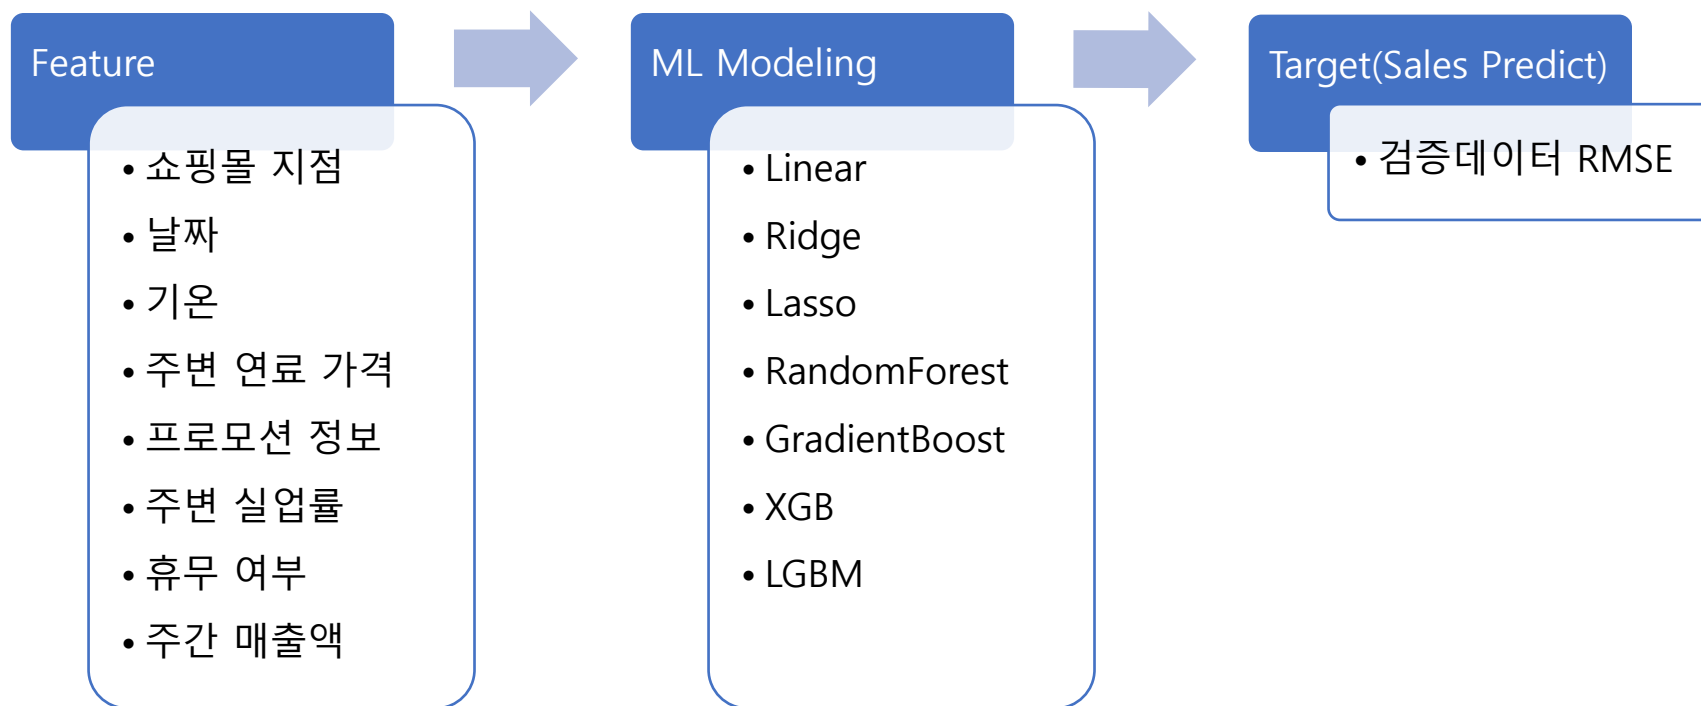 Feature
• 쇼핑몰 지점
• 날짜
• 기온
• 주변 연료 가격
• 프로모션 정보
• 주변 실업률
• 휴무 여부
• 주간 매출액
ML Modeling
• Linear
• Ridge
• Lasso
• RandomForest
• GradientBoost
• XGB
• LGBM
Target(Sales Predict)
• 검증데이터 RMSE